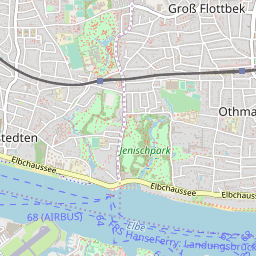 Groß Flottbek
Othma
stedten
Jenischpark
Elbchaussee
Elbchaussee
68 (AIRBUS)
Elbe
HanseFerry: Landungsbrück